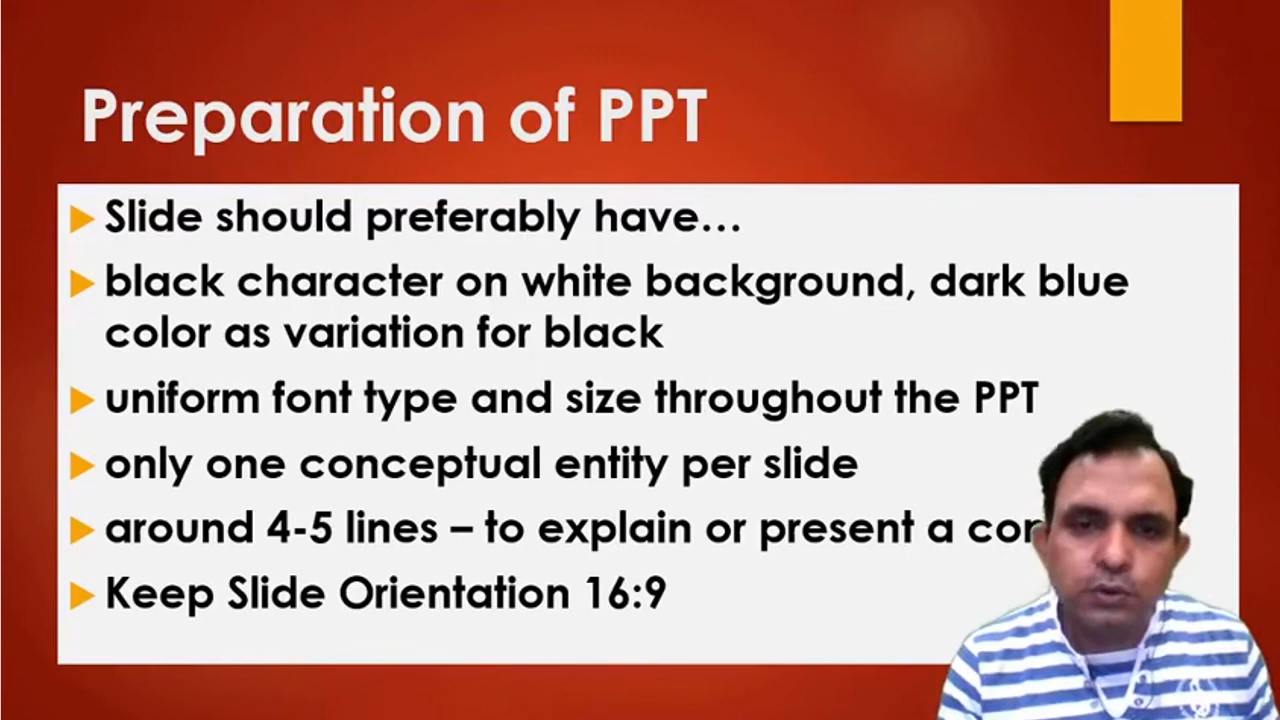 Preparation of PPT
Slide should preferably have...
black character on white background, dark blue
color as variation for black
uniform font type and size throughout the PPT
only one conceptual entity per slide
around 4-5 lines – to explain or present a
Keep Slide Orientation 16:9